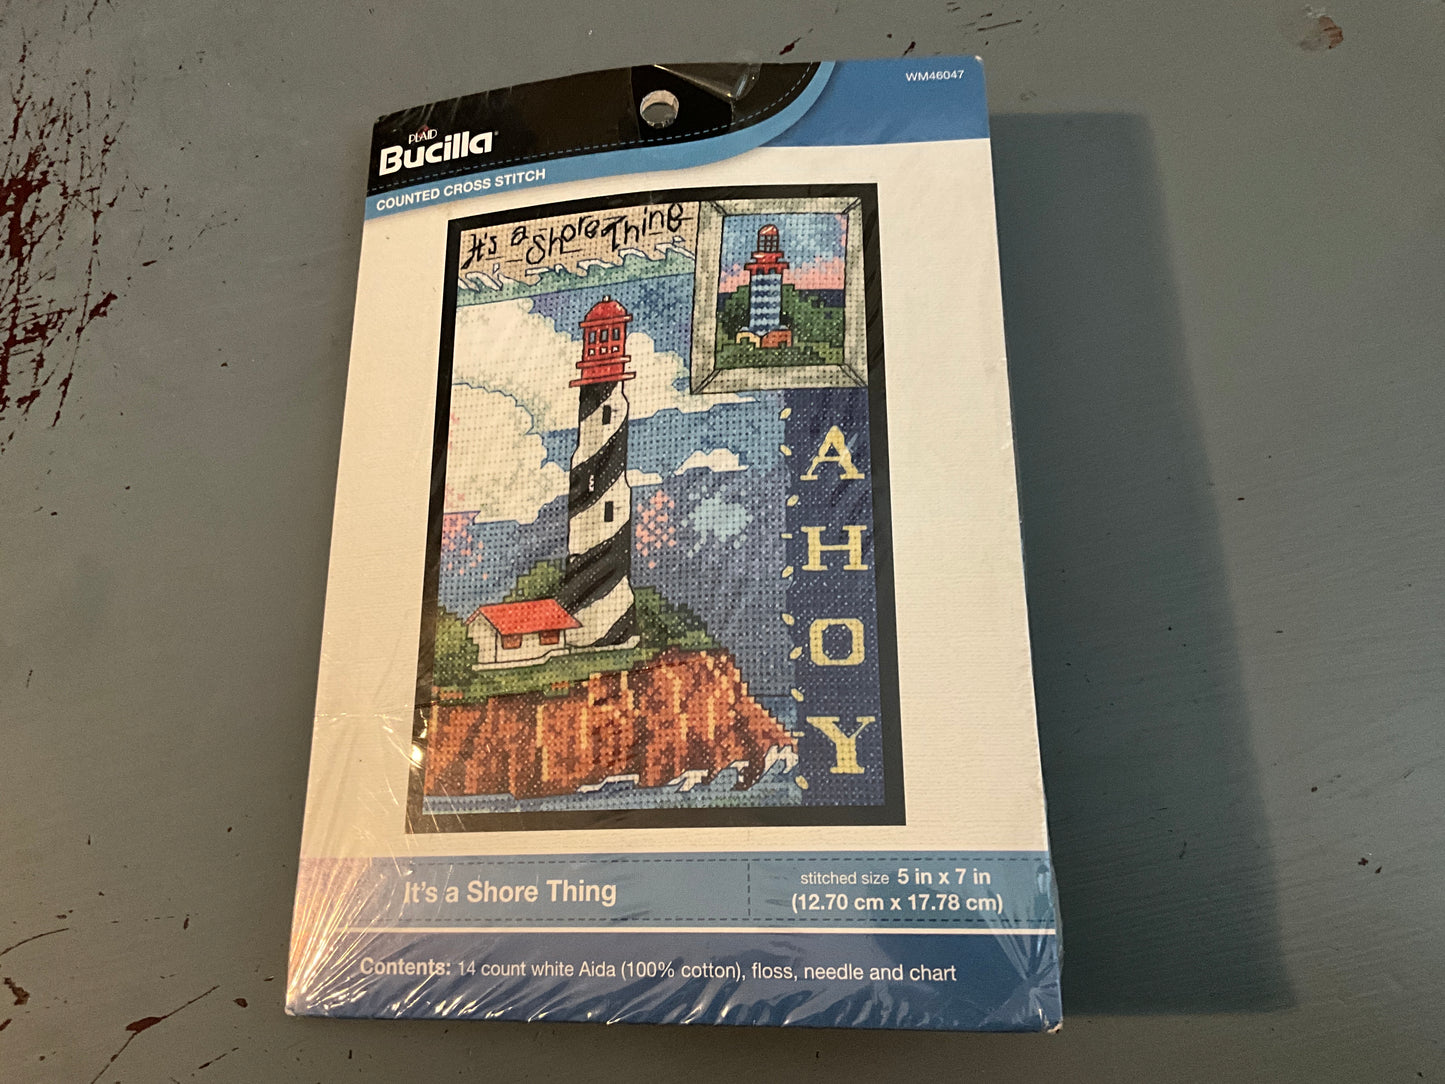 WM46047
PLAID
Bucilla®
COUNTED CROSS STITCH
It's a Shore Thing
A
H
O
Y
It's a Shore Thing
stitched size 5 in x 7 in
(12.70 cm x 17.78 cm)
Contents: 14 count white Aida (100% cotton), floss, needle and chart